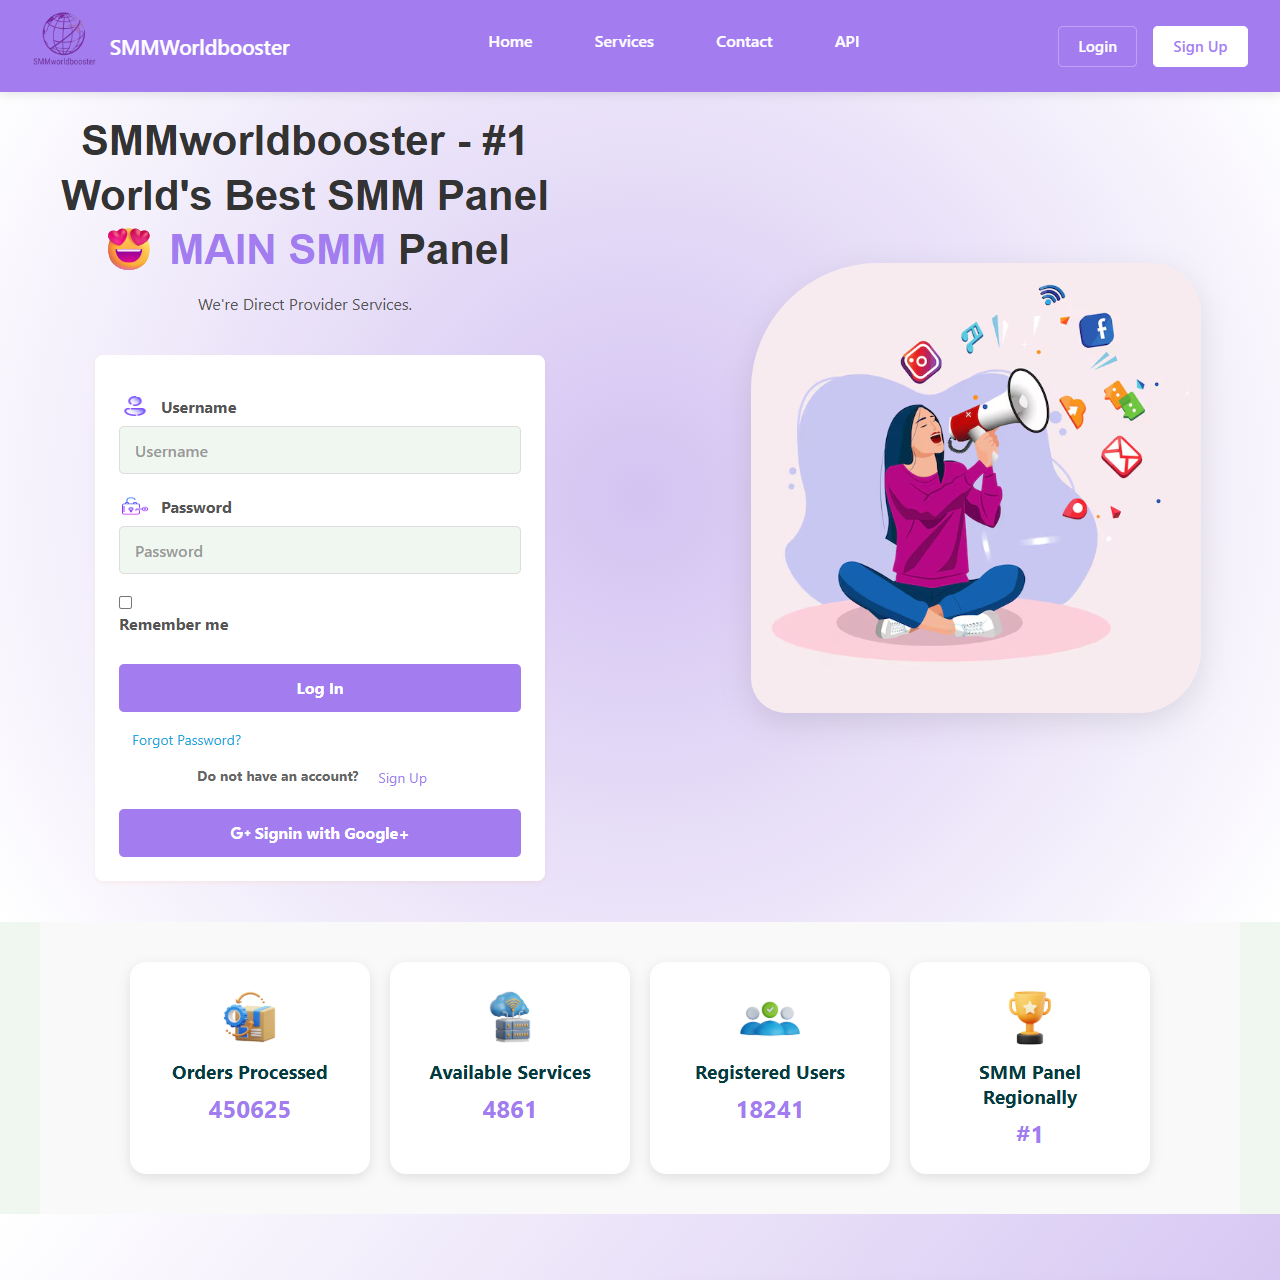 SMMworldbooster
SMMWorldbooster
Home
Services
Contact
API
Login
Sign Up
SMMworldbooster - #1
World's Best SMM Panel
😍 MAIN SMM Panel
We're Direct Provider Services.
Username
Username
Password
Password
Remember me
Log In
Forgot Password?
Do not have an account? Sign Up
G+ Signin with Google+
Orders Processed
450625
Available Services
4861
Registered Users
18241
SMM Panel
Regionally
#1